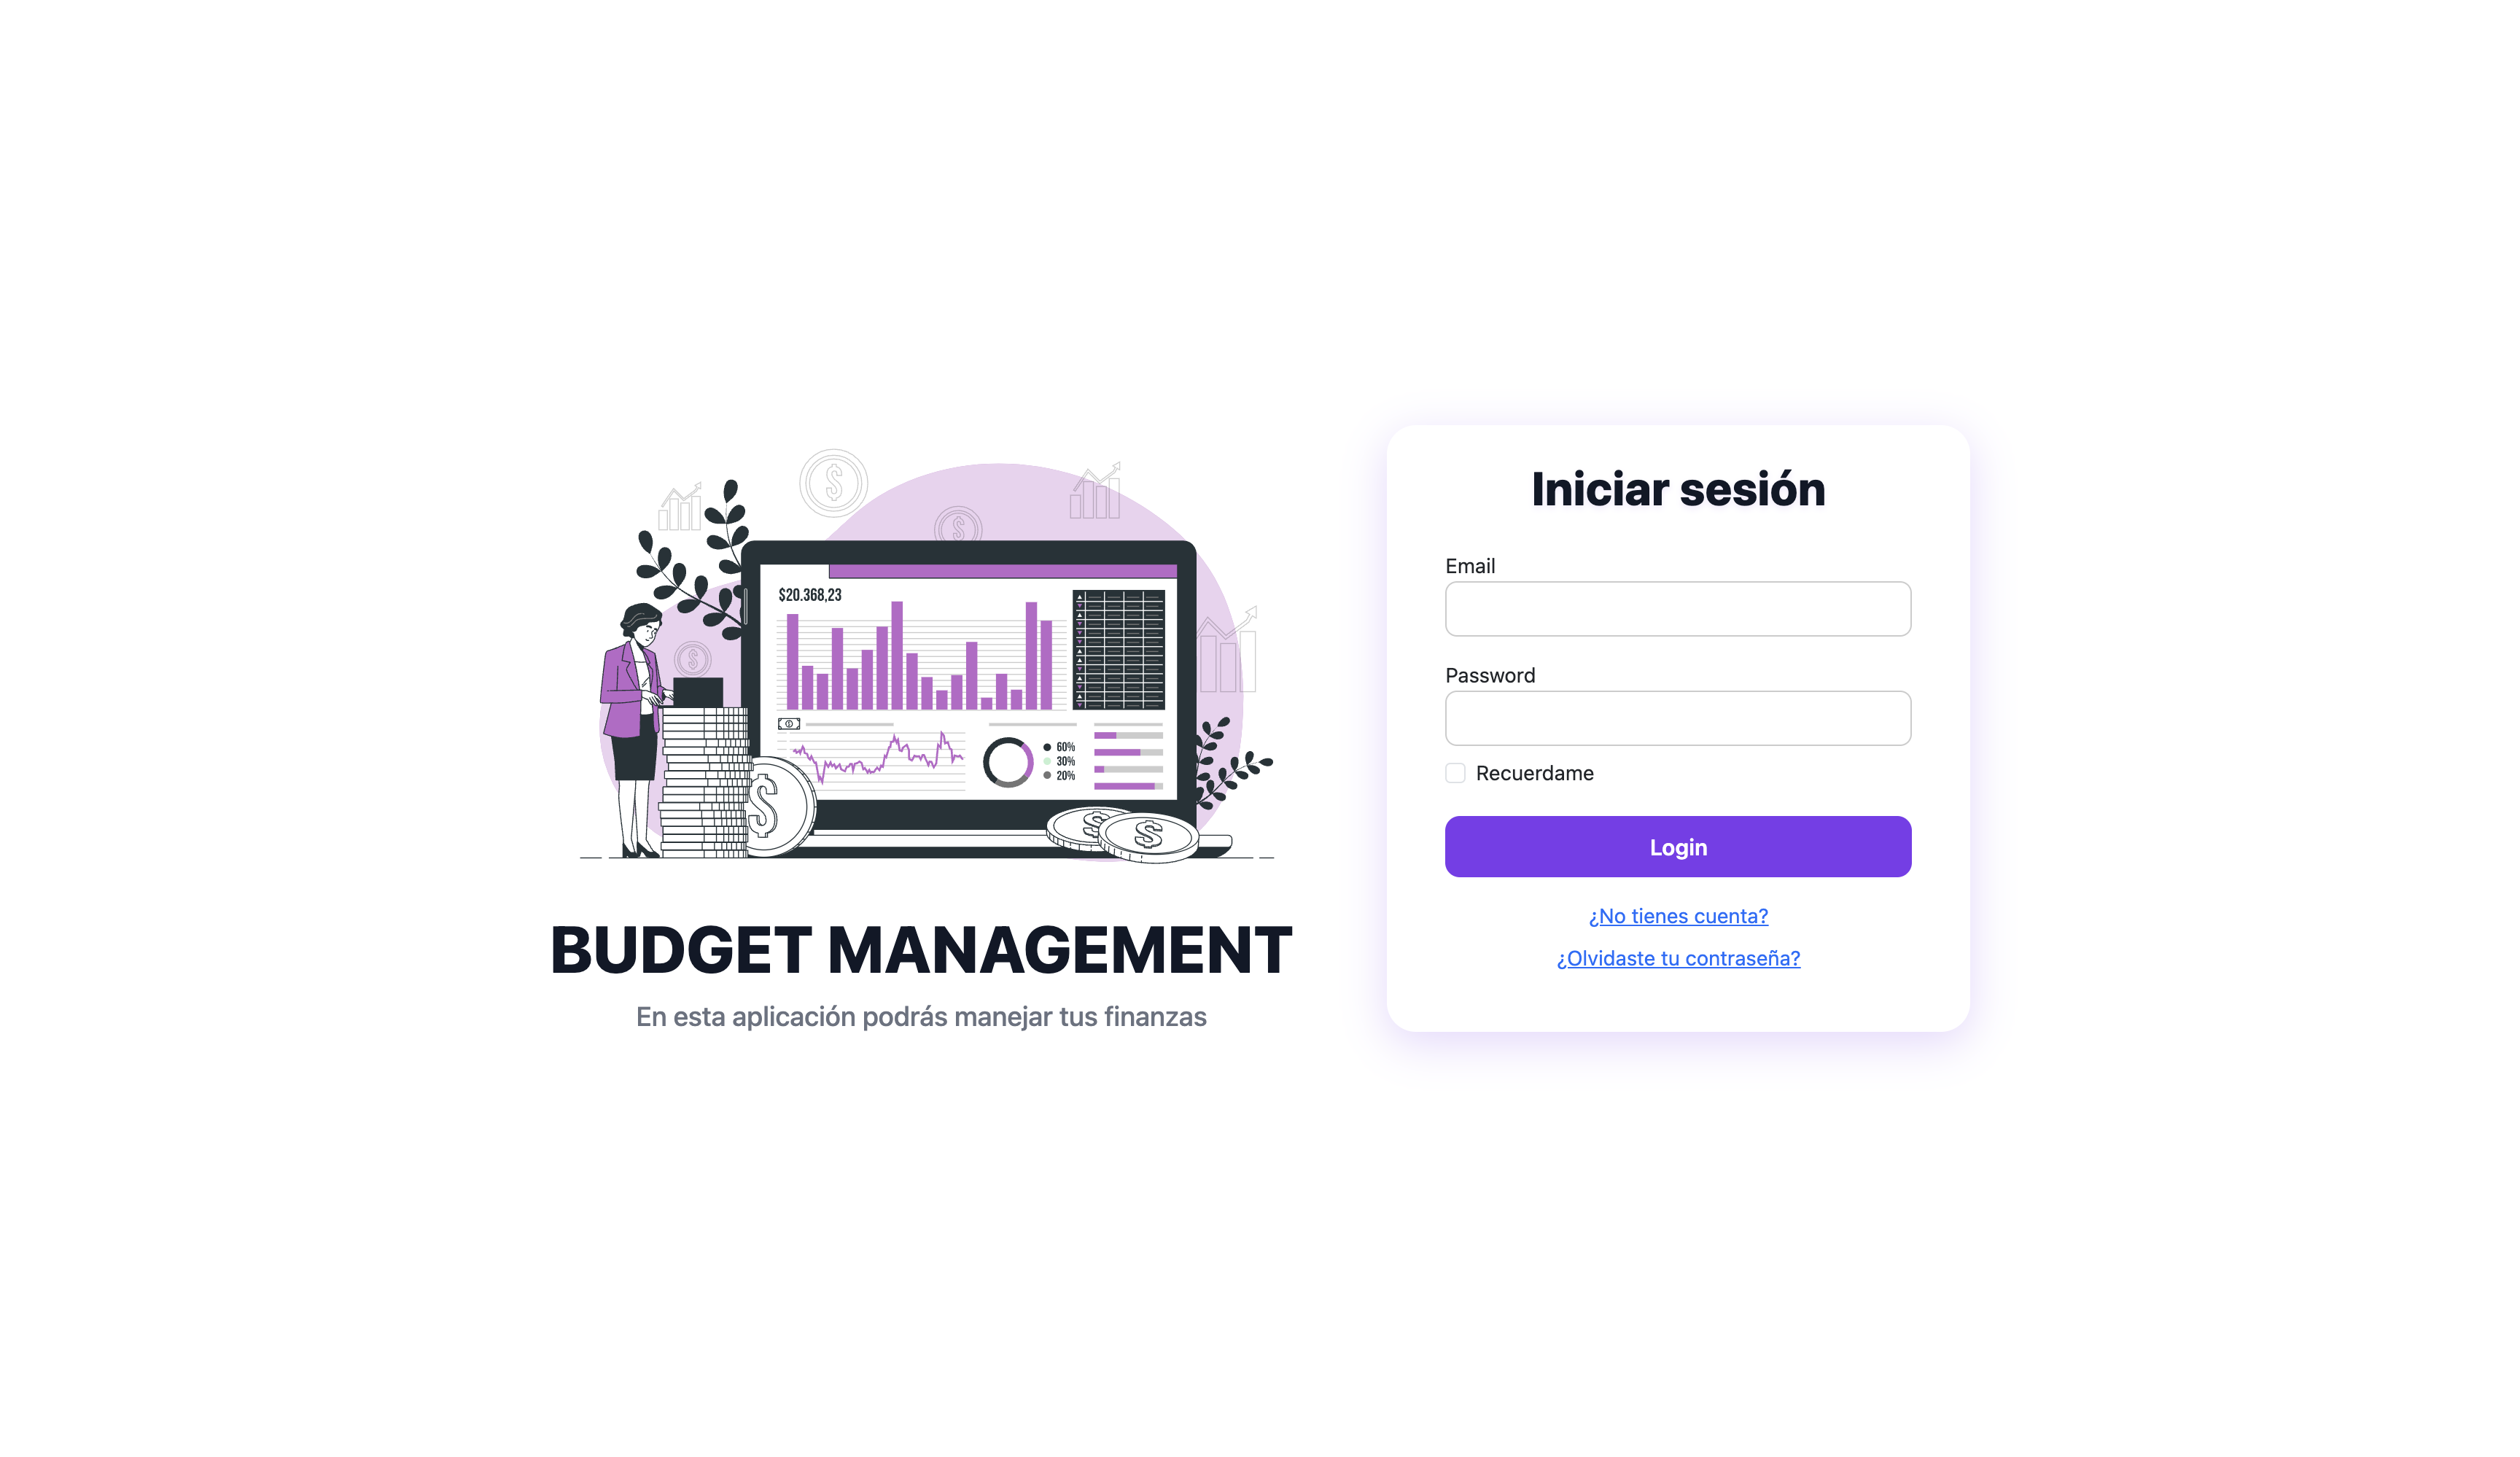 $20.368,23
60%
30%
20%
BUDGET MANAGEMENT
En esta aplicación podrás manejar tus finanzas
Iniciar sesión
Email
Password
Recuerdame
Login
¿No tienes cuenta?
¿Olvidaste tu contraseña?